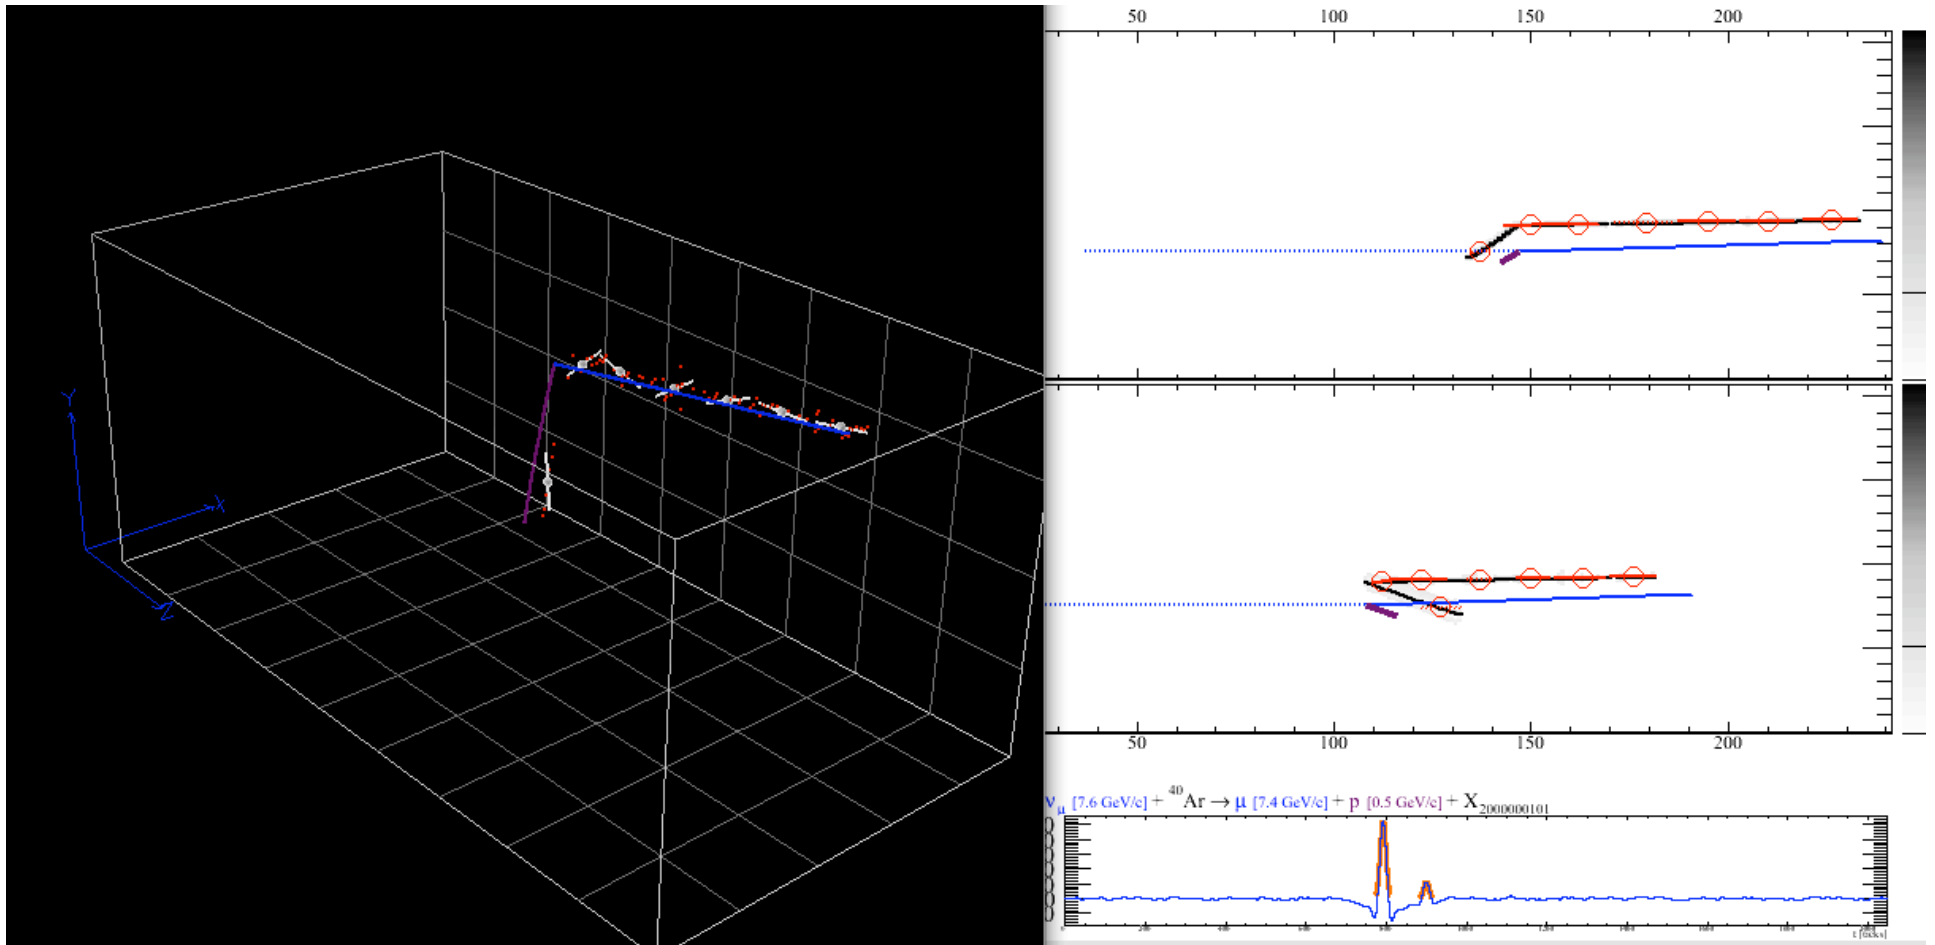 50 100 150 200
Y
X
Z
50 100 150 200
νμ [7.6 GeV/c] + 40Ar → μ [7.4 GeV/c] + p [0.5 GeV/c] + X2000000101